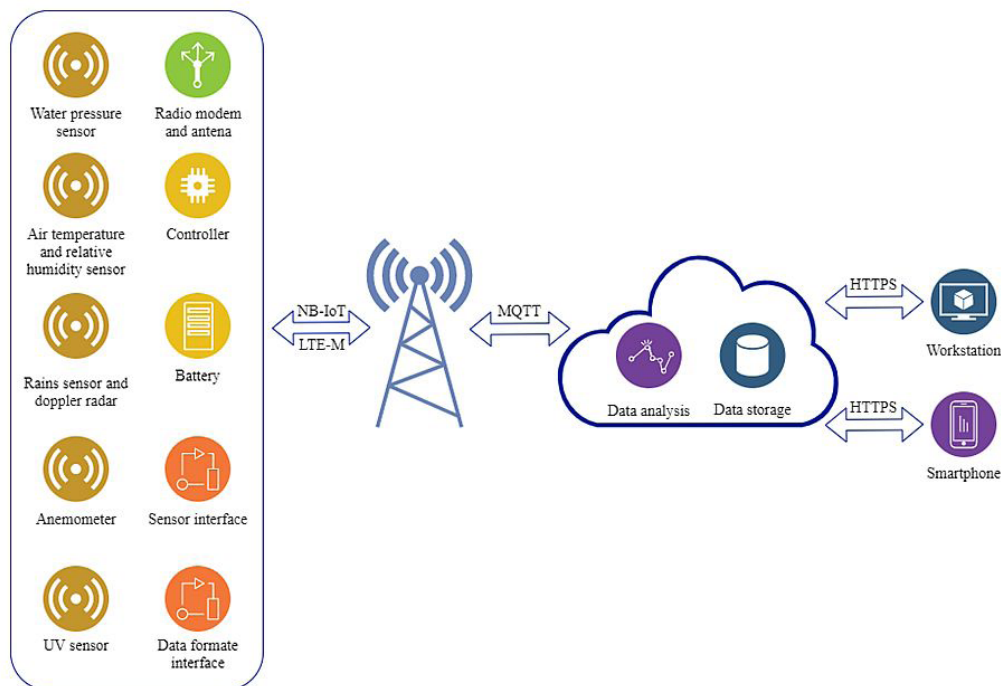 Water pressure
sensor
Radio modem
and antena
Air temperature
and relative
humidity sensor
Controller
Rains sensor and
doppler radar
Battery
Anemometer
Sensor interface
UV sensor
Data formate
interface
NB-IoT
LTE-M
MQTT
Data analysis
Data storage
HTTPS
Workstation
HTTPS
Smartphone